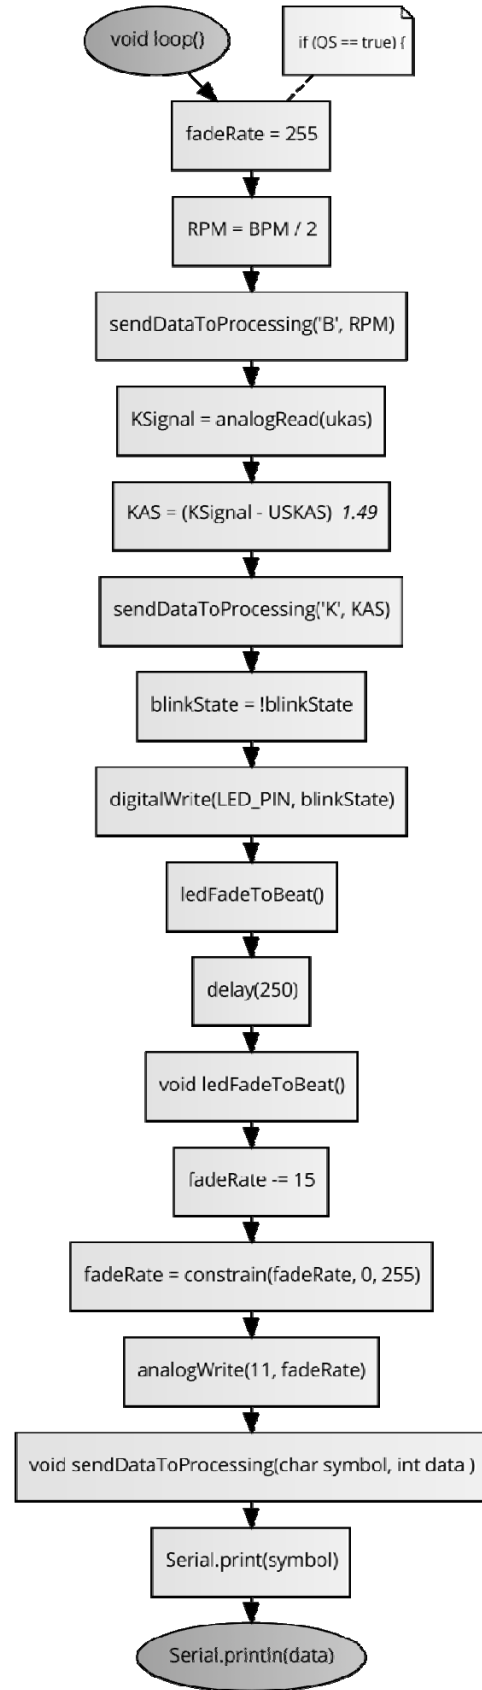 void loop()
if (QS == true) {
fadeRate = 255
RPM = BPM / 2
sendDataToProcessing('B', RPM)
KSignal = analogRead(ukas)
KAS = (KSignal - USKAS) 1.49
sendDataToProcessing('K', KAS)
blinkState = !blinkState
digitalWrite(LED_PIN, blinkState)
ledFadeToBeat()
delay(250)
void ledFadeToBeat()
fadeRate -= 15
fadeRate = constrain(fadeRate, 0, 255)
analogWrite(11, fadeRate)
void sendDataToProcessing(char symbol, int data )
Serial.print(symbol)
Serial.println(data)